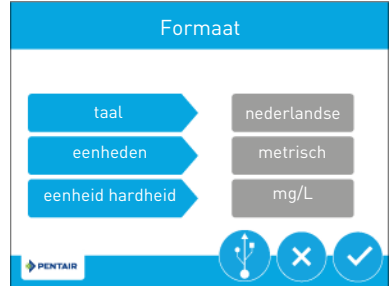 Formaat
taal nederlandse
eenheden metrisch
eenheid hardheid mg/L
PENTAIR